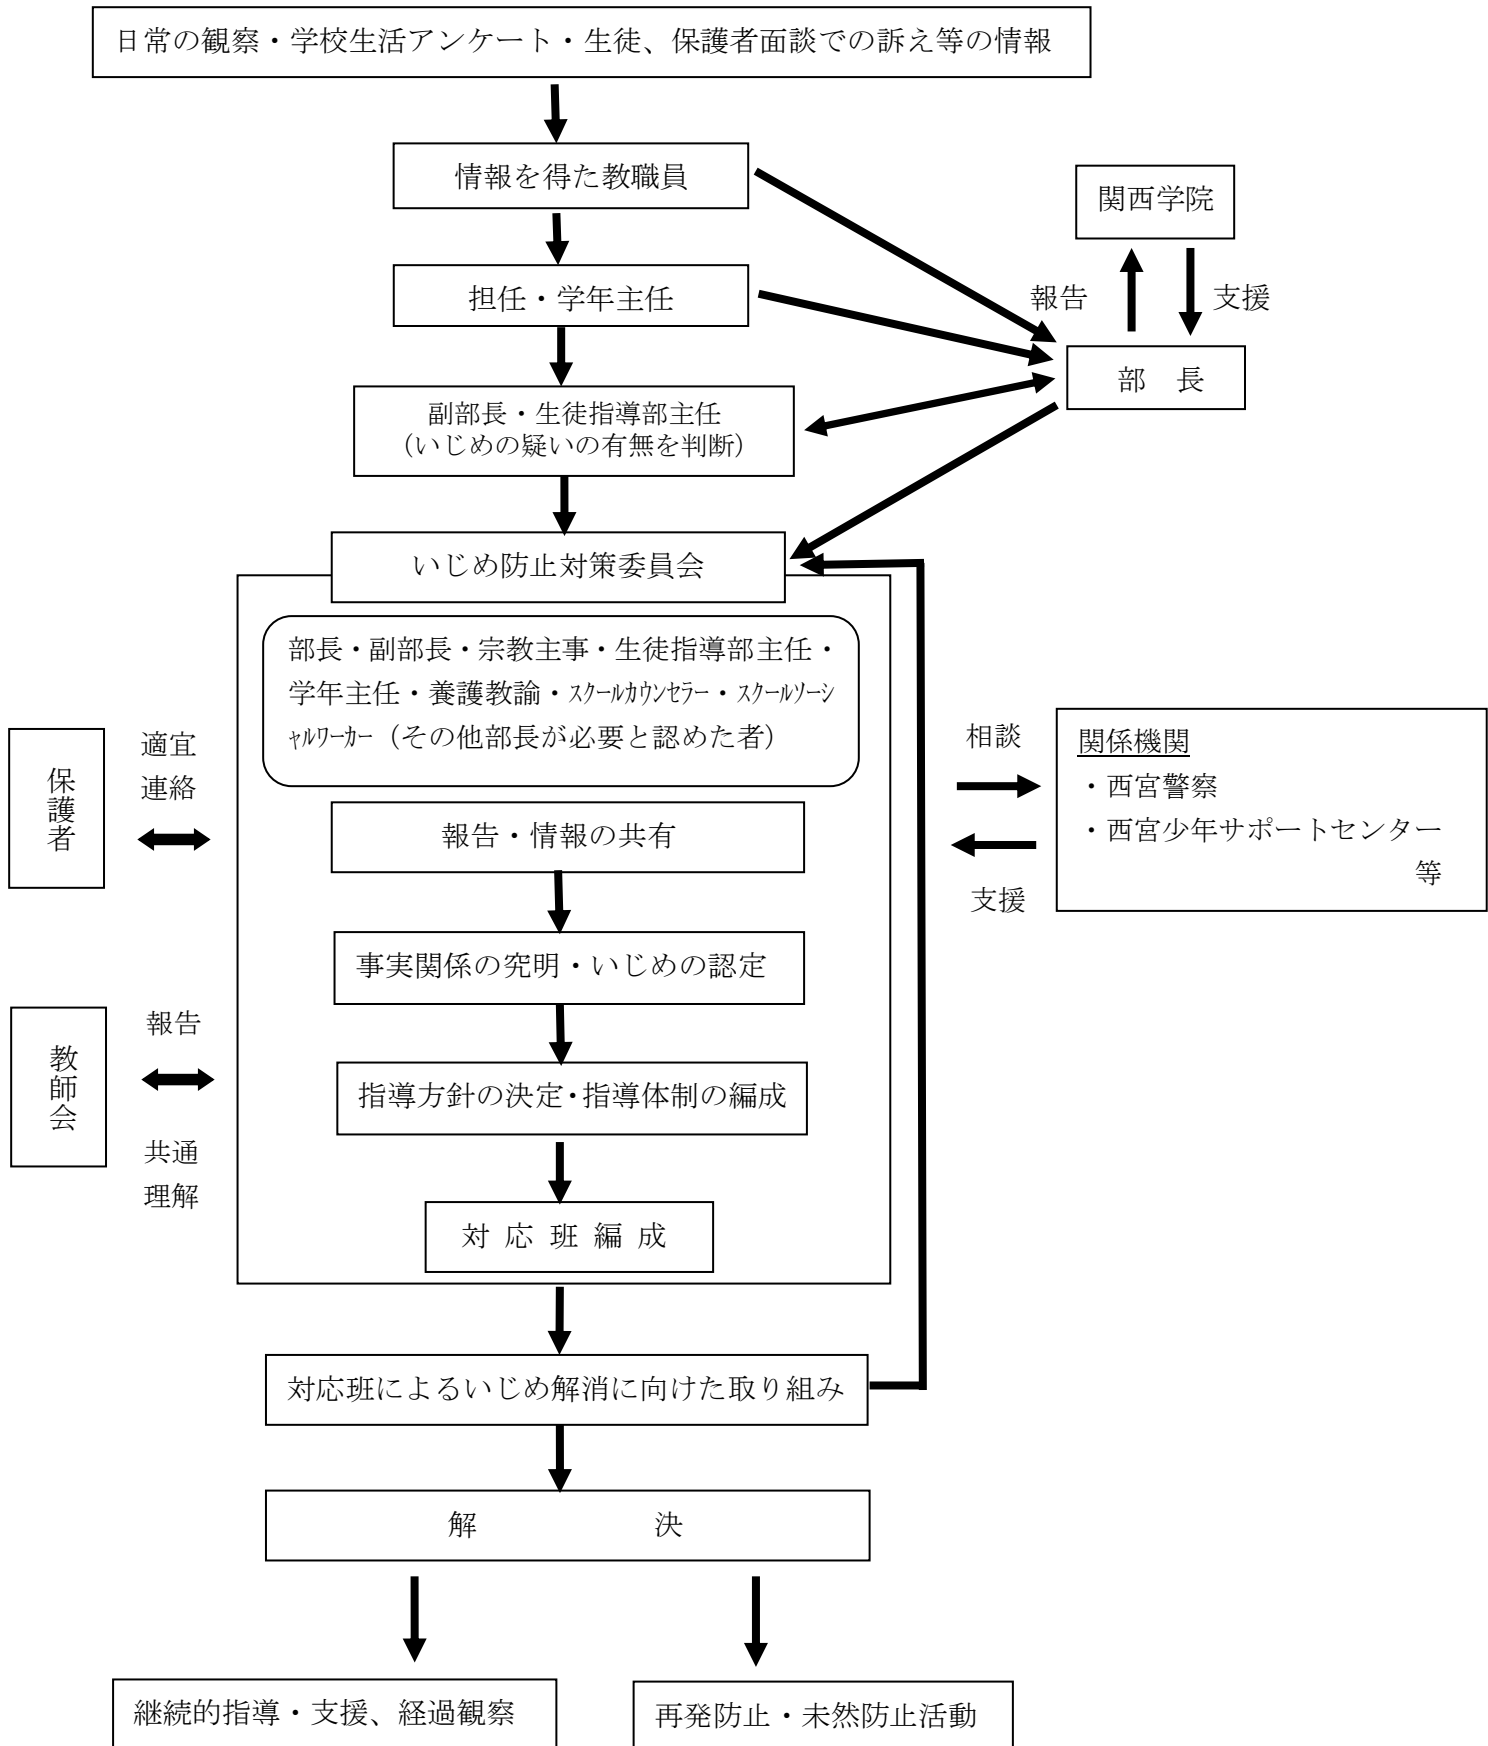 日常の観察・学校生活アンケート・生徒、保護者面談での訴え等の情報
情報を得た教職員
関西学院
担任・学年主任
報告
支援
部　長
副部長・生徒指導部主任
（いじめの疑いの有無を判断）
いじめ防止対策委員会
部長・副部長・宗教主事・生徒指導部主任・
学年主任・養護教諭・ｽｸｰﾙｶｳﾝｾﾗｰ・ｽｸｰﾙｿｰｼ
ｬﾙﾜｰｶｰ（その他部長が必要と認めた者）
保護者
適宜
連絡
相談
関係機関
・西宮警察
・西宮少年サポートセンター
等
支援
報告・情報の共有
事実関係の究明・いじめの認定
教師会
報告
共通
理解
指導方針の決定・指導体制の編成
対 応 班 編 成
対応班によるいじめ解消に向けた取り組み
解　　　　　　決
継続的指導・支援、経過観察
再発防止・未然防止活動